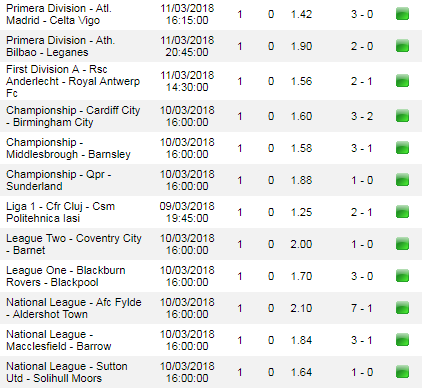 Primera Division - Atl. 11/03/2018
Madrid - Celta Vigo 16:15:00 1 0 1.42 3 - 0
Primera Division - Ath. 11/03/2018
Bilbao - Leganes 20:45:00 1 0 1.90 2 - 0
First Division A - Rsc
Anderlecht - Royal Antwerp
Fc 11/03/2018 14:30:00 1 0 1.56 2 - 1
Championship - Cardiff City 10/03/2018
- Birmingham City 16:00:00 1 0 1.60 3 - 2
Championship - 10/03/2018
Middlesbrough - Barnsley 16:00:00 1 0 1.58 3 - 1
Championship - Qpr - 10/03/2018
Sunderland 16:00:00 1 0 1.88 1 - 0
Liga 1 - Cfr Cluj - Csm 09/03/2018
Politehnica Iasi 19:45:00 1 0 1.25 2 - 1
League Two - Coventry City 10/03/2018
- Barnet 16:00:00 1 0 2.00 1 - 0
League One - Blackburn 10/03/2018
Rovers - Blackpool 16:00:00 1 0 1.70 3 - 0
National League - Afc Fylde 10/03/2018
- Aldershot Town 16:00:00 1 0 2.10 7 - 1
National League - 10/03/2018
Macclesfield - Barrow 16:00:00 1 0 1.84 3 - 1
National League - Sutton 10/03/2018
Utd - Solihull Moors 16:00:00 1 0 1.64 1 - 0